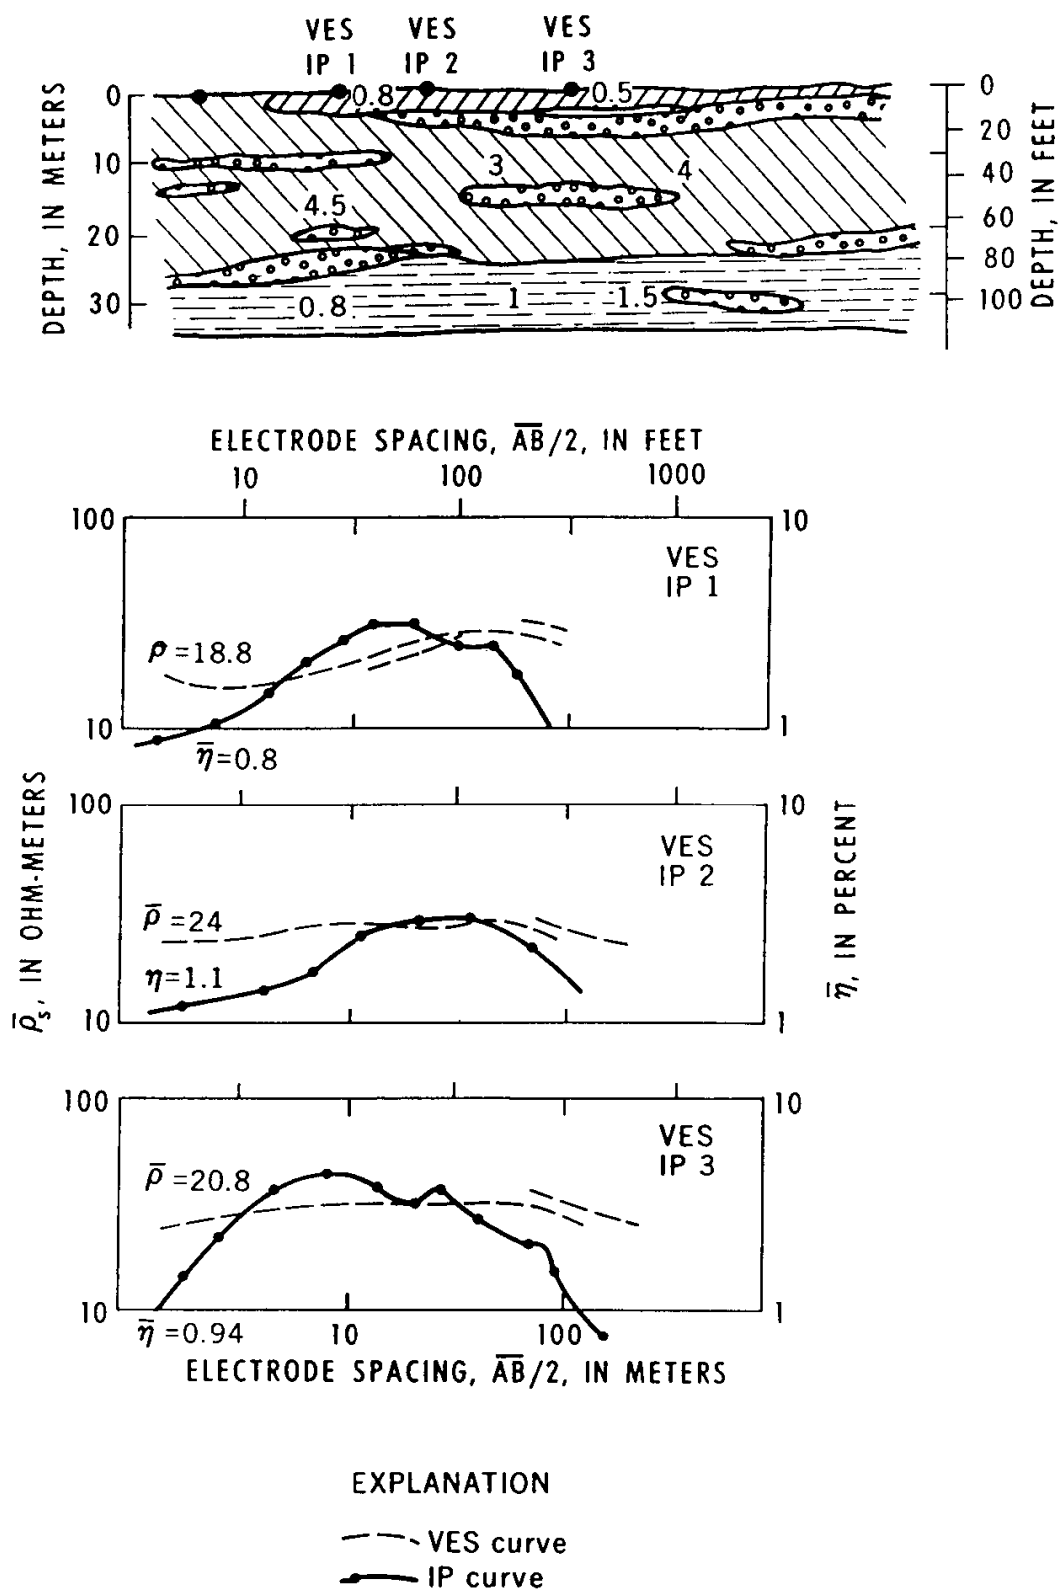 VES VES VES
IP 1 IP 2 IP 3
DEPTH, IN METERS
0
10
20
30
0.8 0.5
3 4
4.5
0.8 1 1.5
0
20
40
60
80
100
DEPTH, IN FEET
ELECTRODE SPACING, A̅B̅/2, IN FEET
10 100 1000
100 10
VES
IP 1
ρ =18.8
10 1
η̅=0.8
100 10
VES
IP 2
ρ̅ =24
η=1.1
10 1
ρ̅ₛ, IN OHM-METERS
η̅, IN PERCENT
100 10
VES
IP 3
ρ̅ =20.8
10 1
η̅ =0.94 10 100
ELECTRODE SPACING, A̅B̅/2, IN METERS
EXPLANATION
VES curve
IP curve